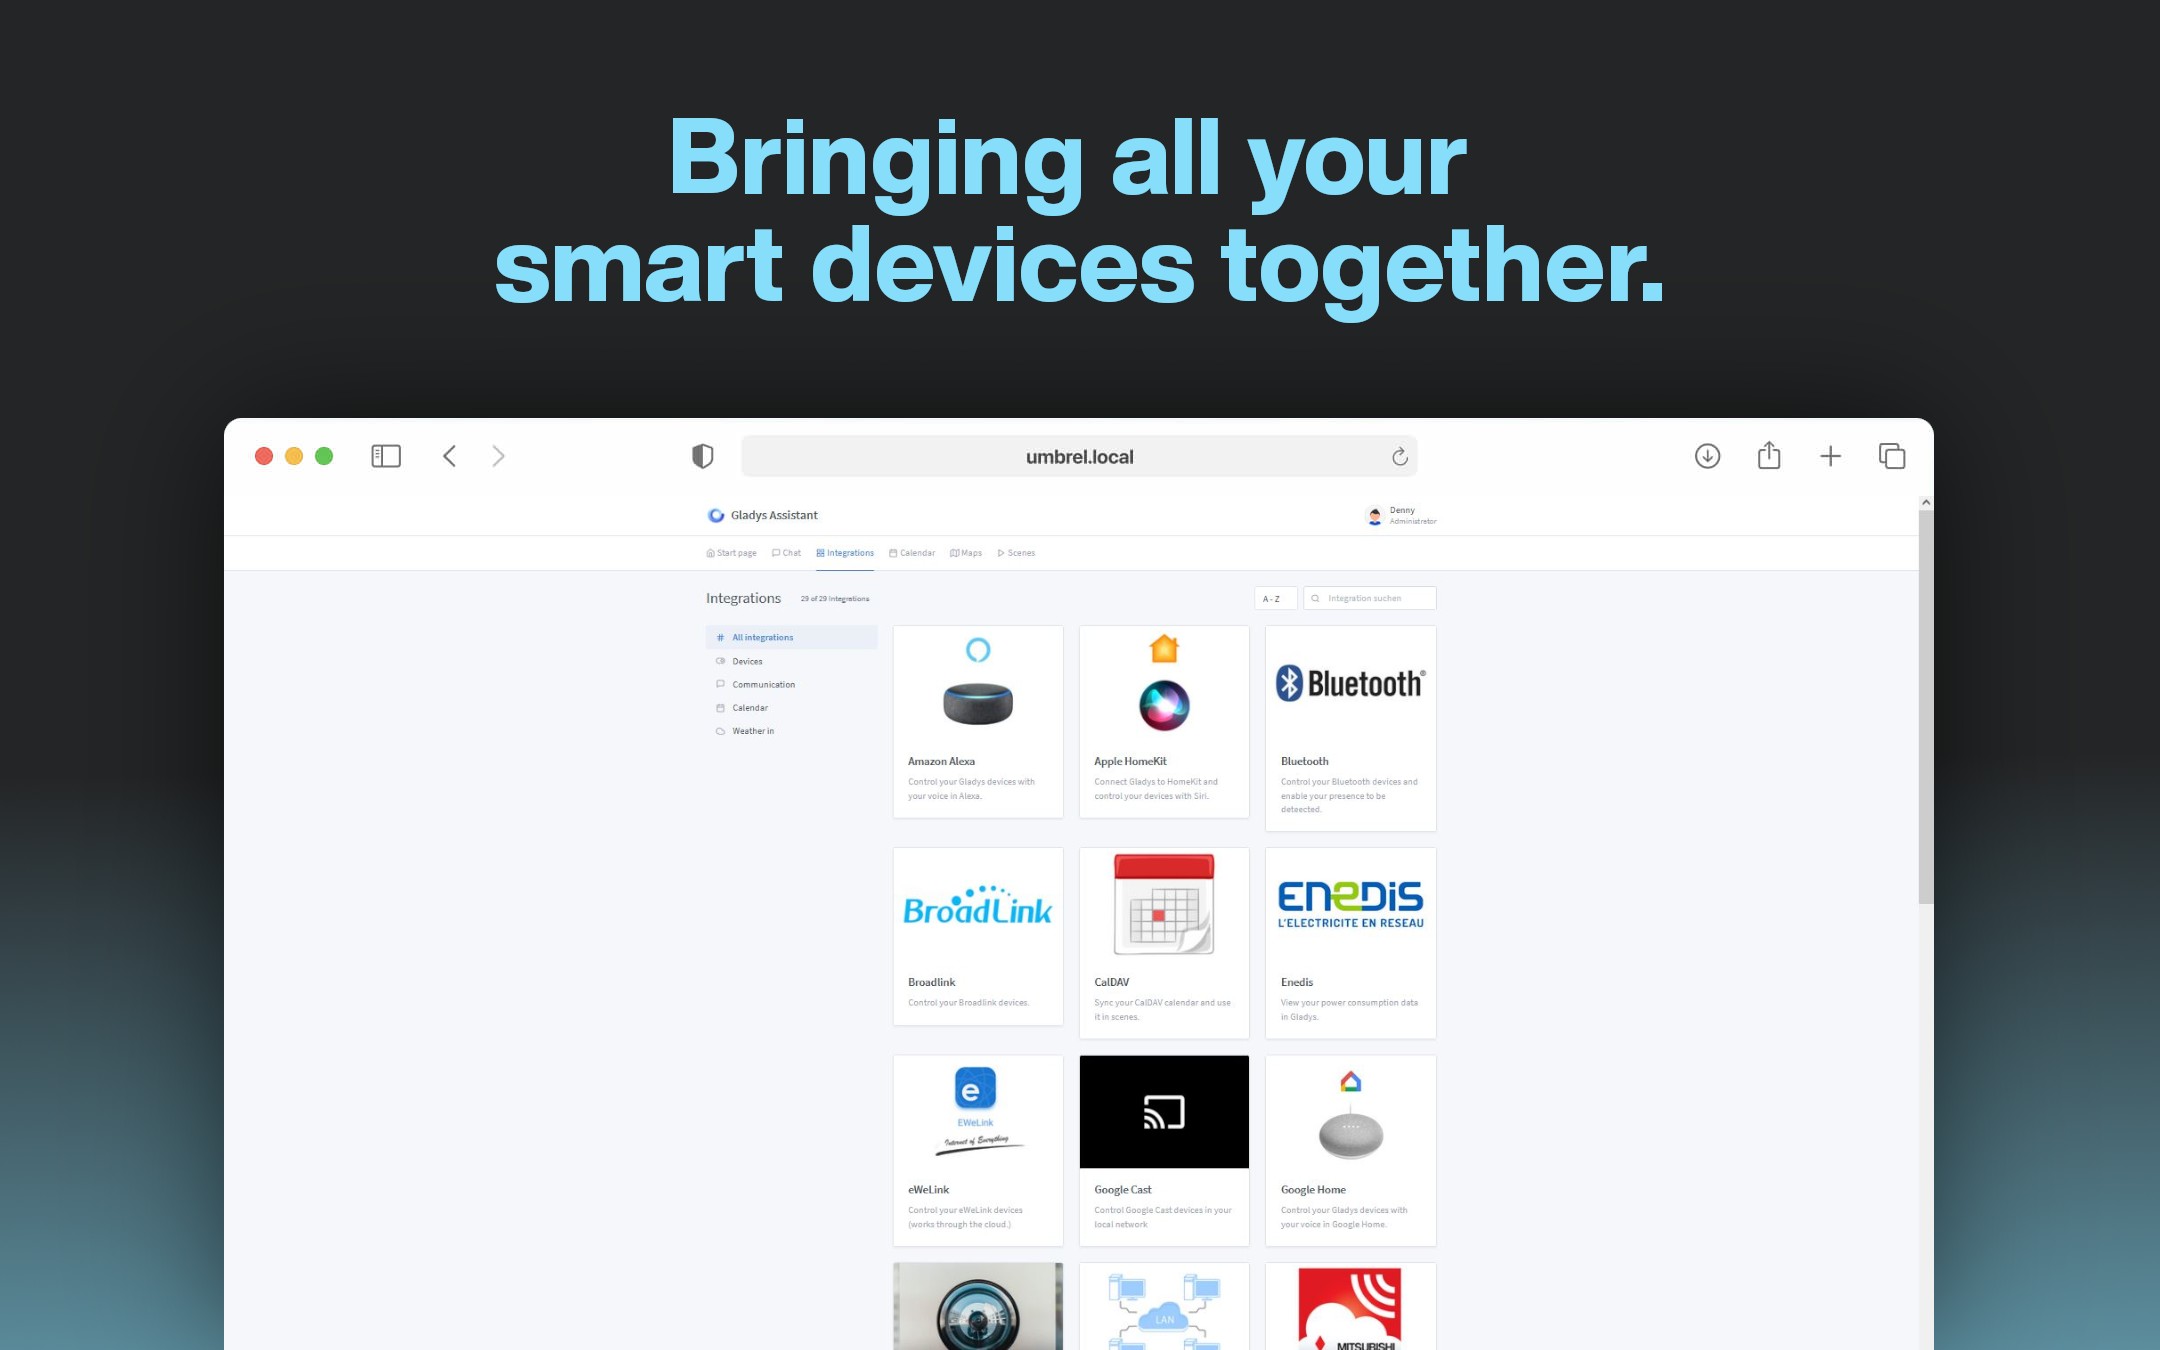 Bringing all your
smart devices together.
umbrel.local
Gladys Assistant
Denny
Administrator
Start page
Chat
Integrations
Calendar
Maps
Scenes
Integrations
29 of 29 Integrations
A - Z
Integration suchen
All integrations
Devices
Communication
Calendar
Weather in
Amazon Alexa
Control your Gladys devices with
your voice in Alexa.
Apple HomeKit
Connect Gladys to HomeKit and
control your devices with Siri.
Bluetooth®
Bluetooth
Control your Bluetooth devices and
enable your presence to be
deteected.
BroadLink
Broadlink
Control your Broadlink devices.
CalDAV
Sync your CalDAV calendar and use
it in scenes.
ENEDIS
L'ELECTRICITE EN RESEAU
Enedis
View your power consumption data
in Gladys.
e
EWeLink
Internet of Everything
eWeLink
Control your eWeLink devices
(works through the cloud.)
Google Cast
Control Google Cast devices in your
local network
Google Home
Control your Gladys devices with
your voice in Google Home.
LAN
MITSUBISHI